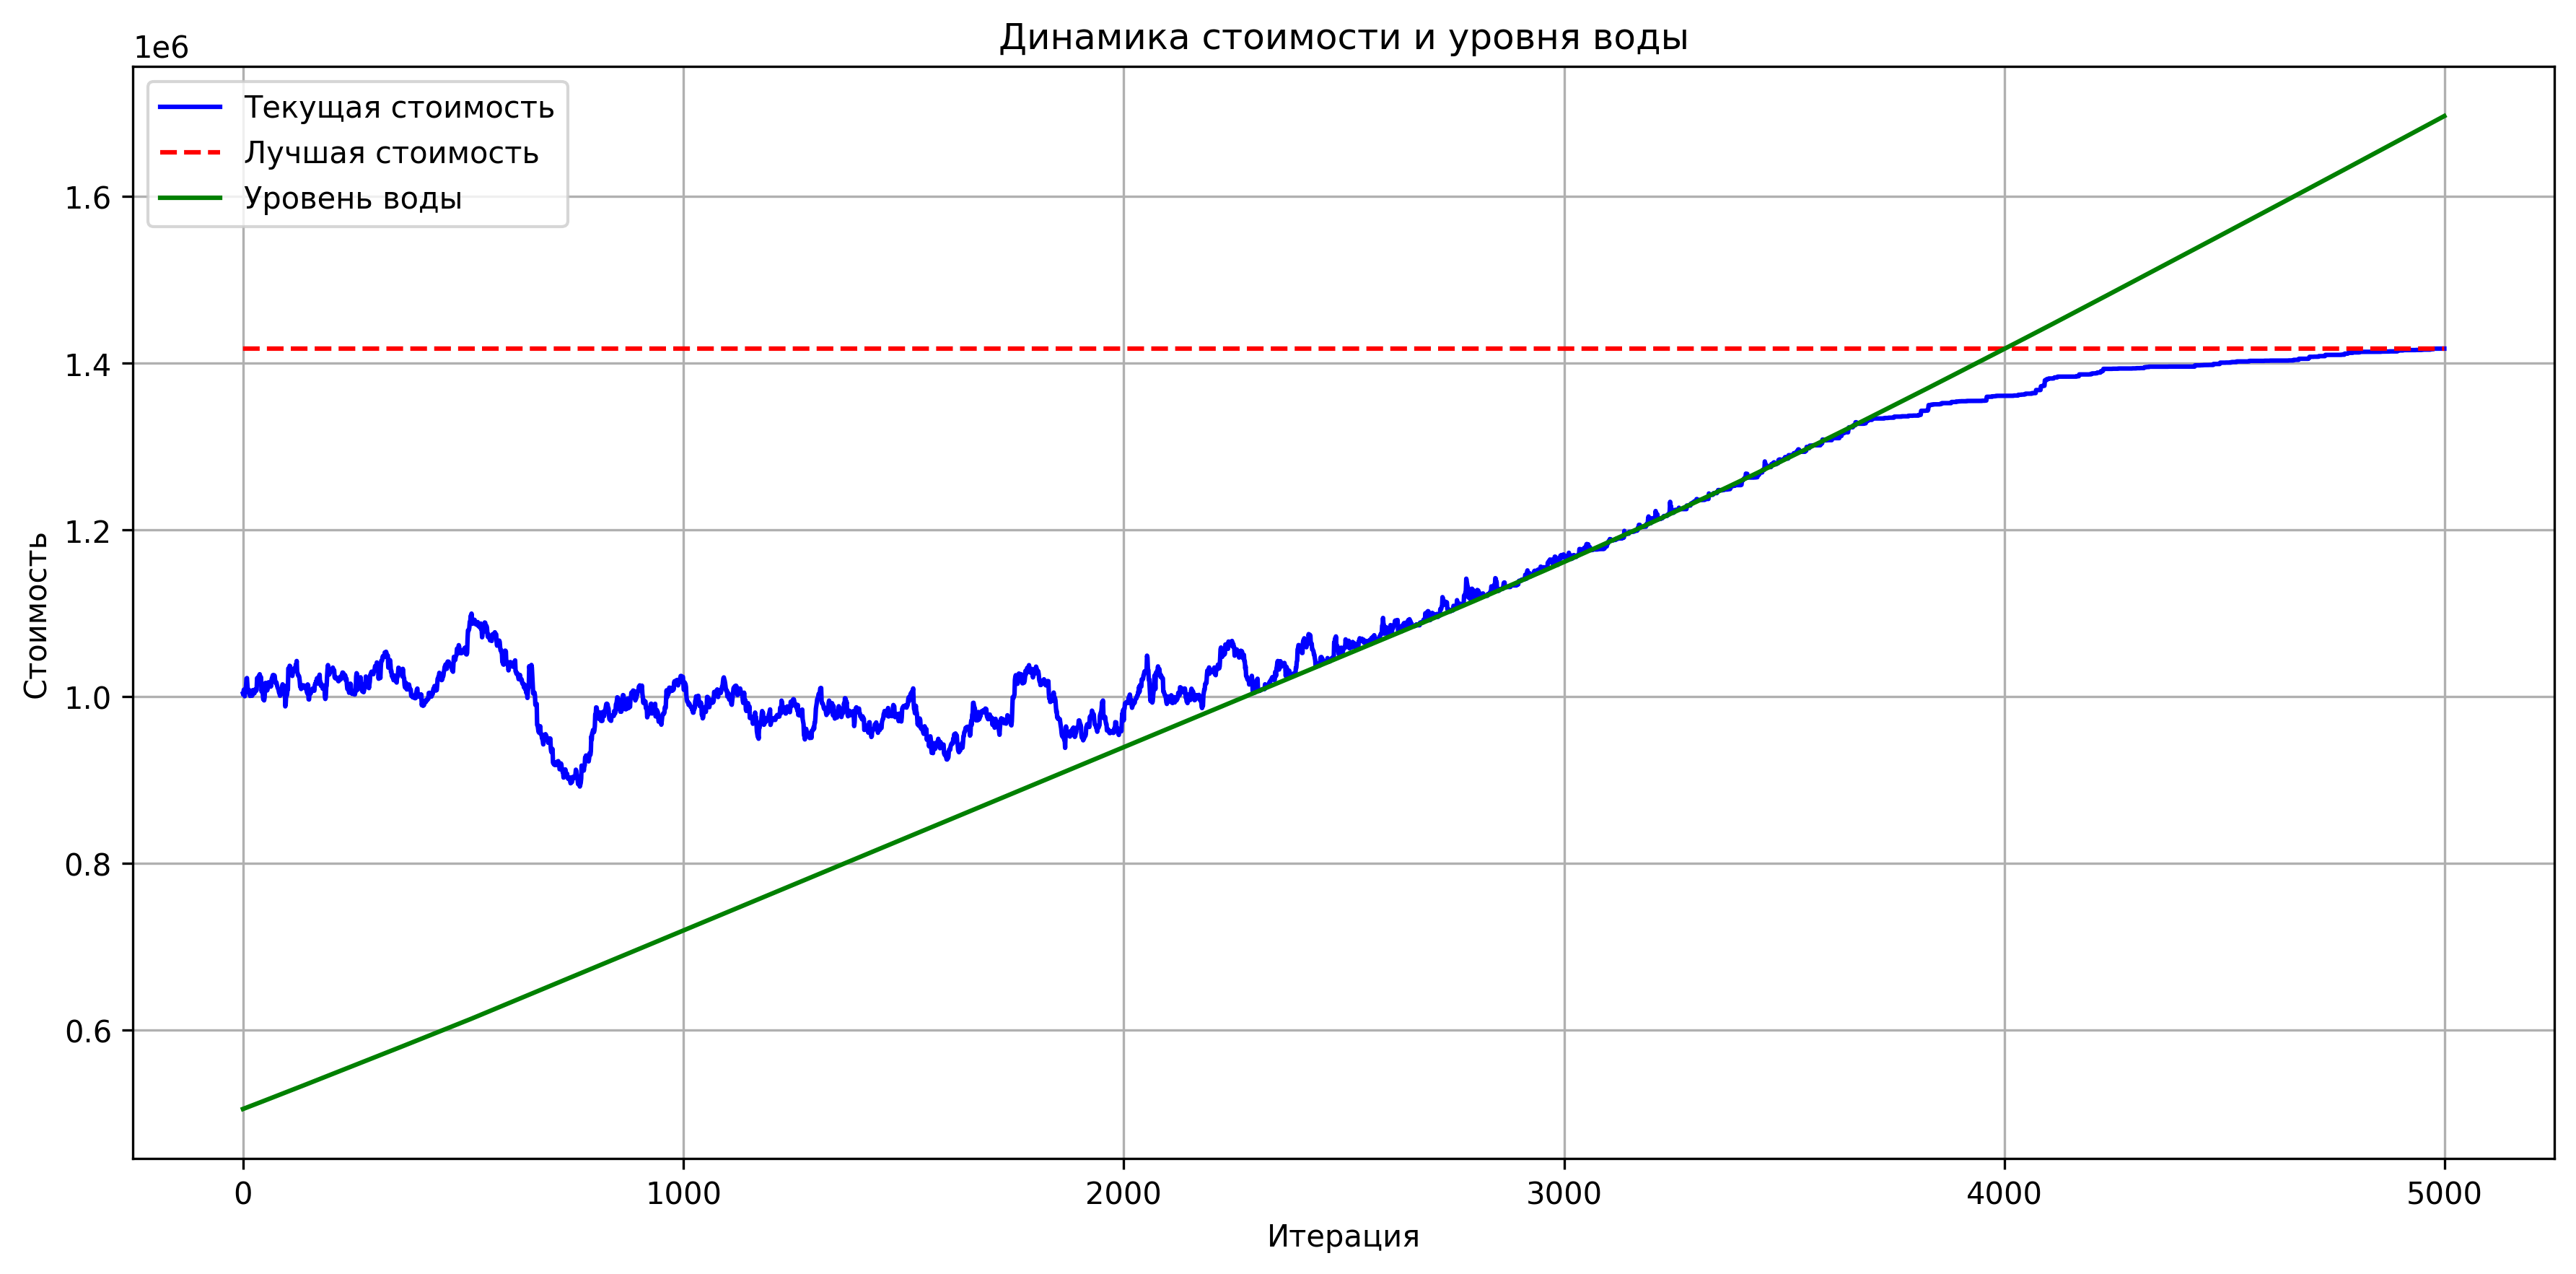 Динамика стоимости и уровня воды
1e6
Текущая стоимость
Лучшая стоимость
Уровень воды
1.6
1.4
1.2
1.0
0.8
0.6
Стоимость
0 1000 2000 3000 4000 5000
Итерация